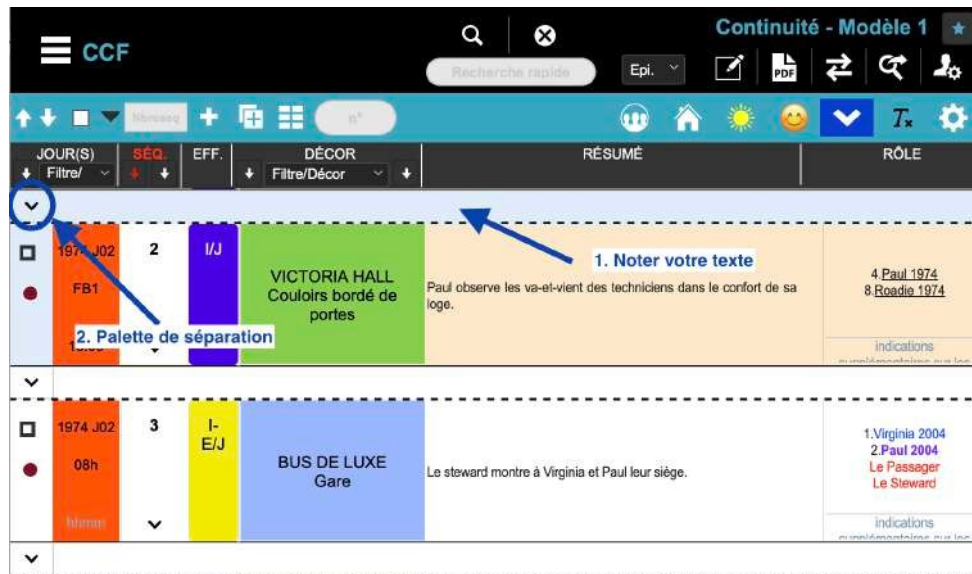 CCF
Continuité - Modèle 1
Recherche rapide
Epi.
PDF
n°
JOUR(S)
SÉQ.
EFF.
DÉCOR
RÉSUMÉ
RÔLE
Filtre/
Filtre/Décor
1. Noter votre texte
1974 J02
2
I/J
FB1
VICTORIA HALL
Couloirs bordé de
portes
Paul observe les va-et-vient des techniciens dans le confort de sa
loge.
4.Paul 1974
8.Roadie 1974
2. Palette de séparation
indications
1974 J02
3
I-
E/J
08h
BUS DE LUXE
Gare
Le steward montre à Virginia et Paul leur siège.
1.Virginia 2004
2.Paul 2004
Le Passager
Le Steward
hhmm
indications